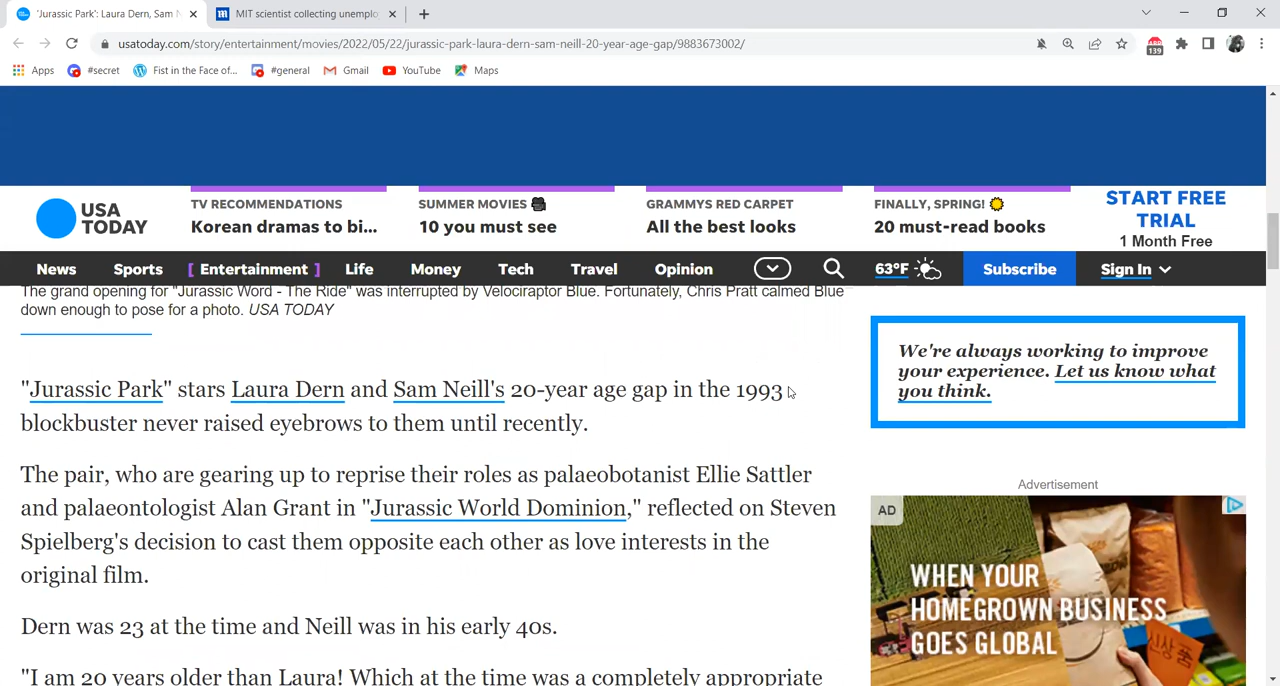 'Jurassic Park': Laura Dern, Sam N
MIT scientist collecting unemplo
usatoday.com/story/entertainment/movies/2022/05/22/jurassic-park-laura-dern-sam-neill-20-year-age-gap/9883673002/
139
Apps #secret Fist in the Face of... #general Gmail YouTube Maps
USA TODAY
TV RECOMMENDATIONS
Korean dramas to bi...
SUMMER MOVIES
10 you must see
GRAMMYS RED CARPET
All the best looks
FINALLY, SPRING!
20 must-read books
START FREE
TRIAL
1 Month Free
News Sports [ Entertainment ] Life Money Tech Travel Opinion 63°F Subscribe Sign In
The grand opening for "Jurassic Word - The Ride" was interrupted by Velociraptor Blue. Fortunately, Chris Pratt calmed Blue
down enough to pose for a photo. USA TODAY
"Jurassic Park" stars Laura Dern and Sam Neill's 20-year age gap in the 1993
blockbuster never raised eyebrows to them until recently.
The pair, who are gearing up to reprise their roles as palaeobotanist Ellie Sattler
and palaeontologist Alan Grant in "Jurassic World Dominion," reflected on Steven
Spielberg's decision to cast them opposite each other as love interests in the
original film.
Dern was 23 at the time and Neill was in his early 40s.
"I am 20 years older than Laura! Which at the time was a completely appropriate
We're always working to improve
your experience. Let us know what
you think.
Advertisement
AD
WHEN YOUR
HOMEGROWN BUSINESS
GOES GLOBAL